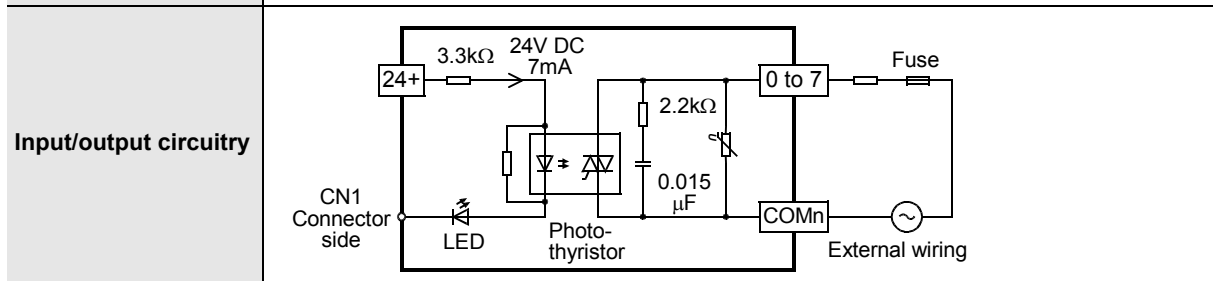 Input/output circuitry
24+
3.3kΩ
24V DC
7mA
0 to 7
Fuse
2.2kΩ
0.015
μF
CN1
Connector
side
LED
Photo-
thyristor
COMn
External wiring